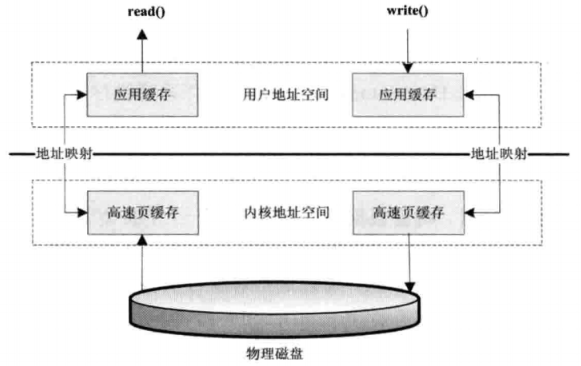 read() write()
应用缓存 用户地址空间 应用缓存
地址映射 地址映射
高速页缓存 内核地址空间 高速页缓存
物理磁盘